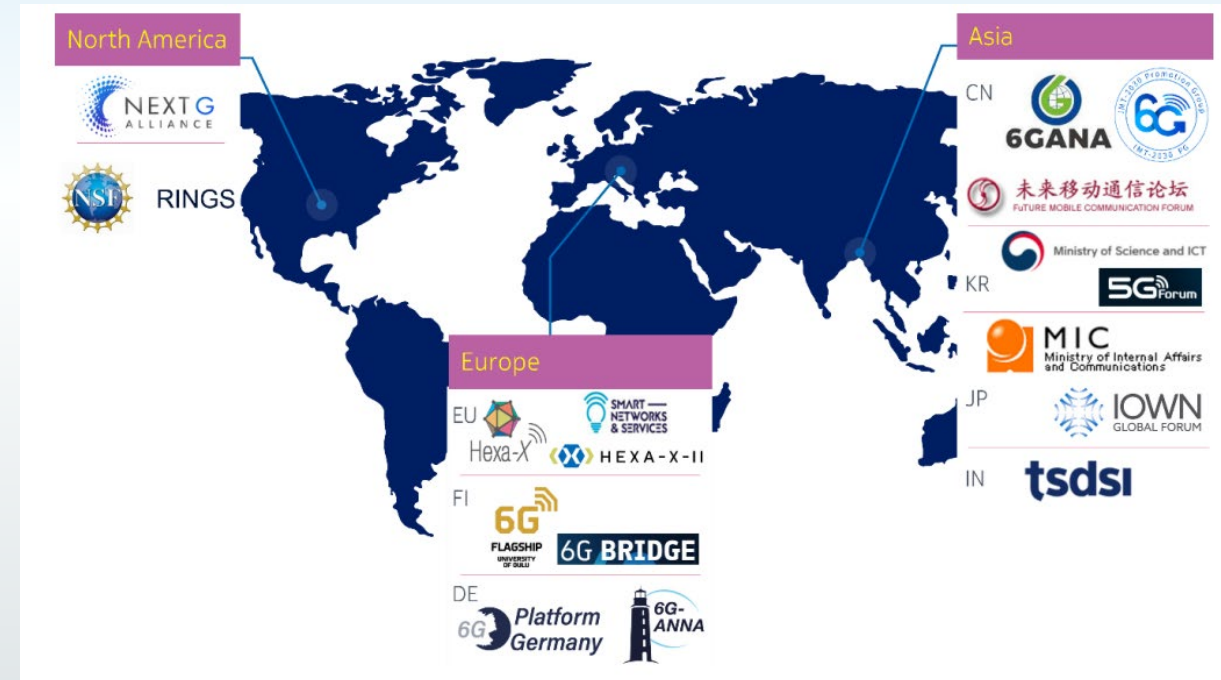 North America
NEXT G
ALLIANCE
NSF
RINGS
Europe
EU
Hexa-X
SMART
NETWORKS
& SERVICES
HEXA-X-II
FI
6G
FLAGSHIP
UNIVERSITY
OF OULU
6G BRIDGE
DE
6G Platform
Germany
6G-
ANNA
Asia
CN
6GANA
IMT-2030 Promotion Group
6G
IMT-2030 PG
未来移动通信论坛
FUTURE MOBILE COMMUNICATION FORUM
Ministry of Science and ICT
KR
5G Forum
MIC
Ministry of Internal Affairs
and Communications
JP
IOWN
GLOBAL FORUM
IN
tsdsi